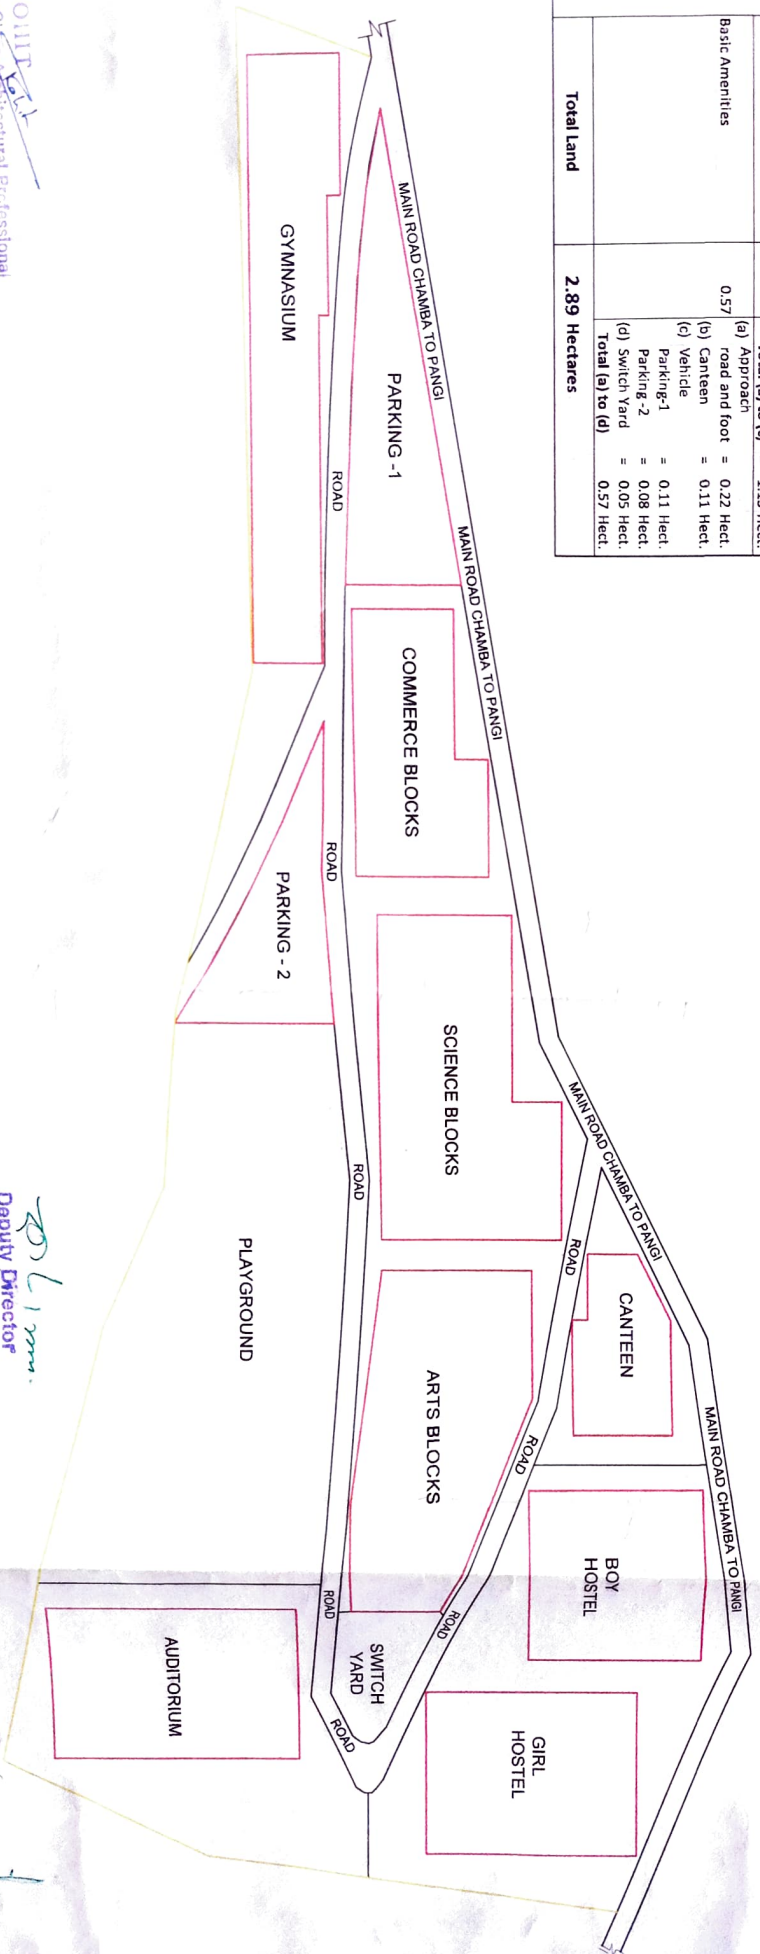 Basic Amenities
0.57
(a) Approach
road and foot = 0.22 Hect.
(b) Canteen = 0.11 Hect.
(c) Vehicle
Parking-1 = 0.11 Hect.
Parking -2 = 0.08 Hect.
(d) Switch Yard = 0.05 Hect.
Total (a) to (d) 0.57 Hect.
Total Land 2.89 Hectares
MAIN ROAD CHAMBA TO PANGI
MAIN ROAD CHAMBA TO PANGI
MAIN ROAD CHAMBA TO PANGI
MAIN ROAD CHAMBA TO PANGI
PARKING -1
COMMERCE BLOCKS
SCIENCE BLOCKS
CANTEEN
BOY
HOSTEL
GIRL
HOSTEL
ROAD
ROAD
ROAD
ARTS BLOCKS
SWITCH
YARD
GYMNASIUM
ROAD
ROAD
ROAD
ROAD
ROAD
PARKING - 2
PLAYGROUND
AUDITORIUM
Professional
Deputy Director